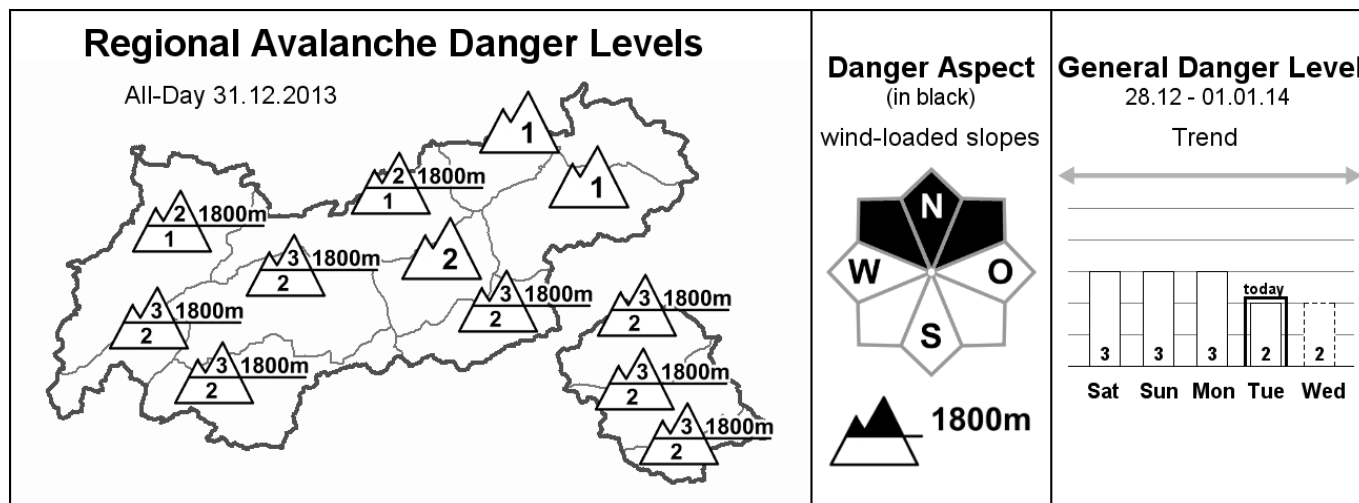 Regional Avalanche Danger Levels
All-Day 31.12.2013
1
1
2 1800m
1
2 1800m
1
3 1800m
2
2
3 1800m
2
3 1800m
2
3 1800m
2
3 1800m
2
3 1800m
2
3 1800m
2
Danger Aspect
(in black)
wind-loaded slopes
N
W
O
S
1800m
General Danger Level
28.12 - 01.01.14
Trend
today
3 3 3 2 2
Sat Sun Mon Tue Wed